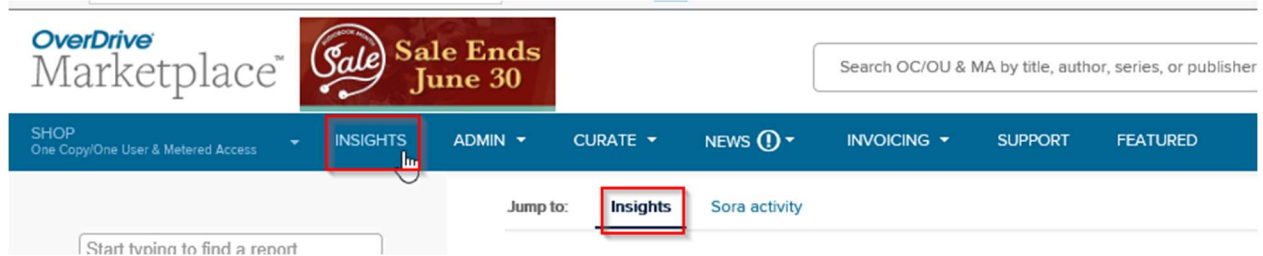 OverDrive
Marketplace™
AUDIOBOOK MONTH
Sale
Sale Ends
June 30
Search OC/OU & MA by title, author, series, or publisher
SHOP
One Copy/One User & Metered Access
INSIGHTS
ADMIN
CURATE
NEWS
INVOICING
SUPPORT
FEATURED
Jump to: Insights Sora activity
Start typing to find a report